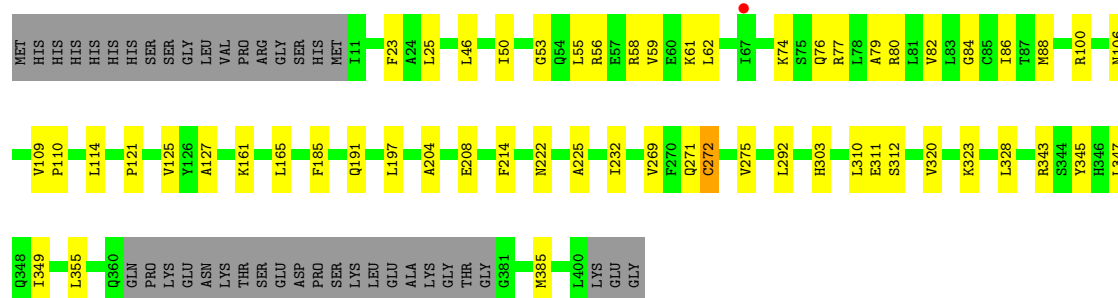 MET HIS HIS HIS HIS HIS HIS SER SER GLY LEU VAL PRO ARG GLY SER HIS MET I11 F23 A24 L25 L46 I50 G53 Q54 L55 R56 E57 R58 V59 E60 K61 L62 I67 K74 S75 Q76 R77 L78 A79 R80 L81 V82 L83 G84 C85 I86 T87 M88 R100 N106
V109 P110 L114 P121 V125 Y126 A127 K161 L165 F185 Q191 L197 A204 E208 F214 N222 A225 I232 V269 F270 Q271 C272 V275 L292 H303 L310 E311 S312 V320 K323 L328 R343 S344 Y345 H346 L347
Q348 I349 L355 Q360 GLN PRO LYS GLU ASN LYS THR SER GLU ASP PRO SER LYS LEU GLU ALA LYS GLY THR GLY G381 M385 L400 LYS GLU GLY